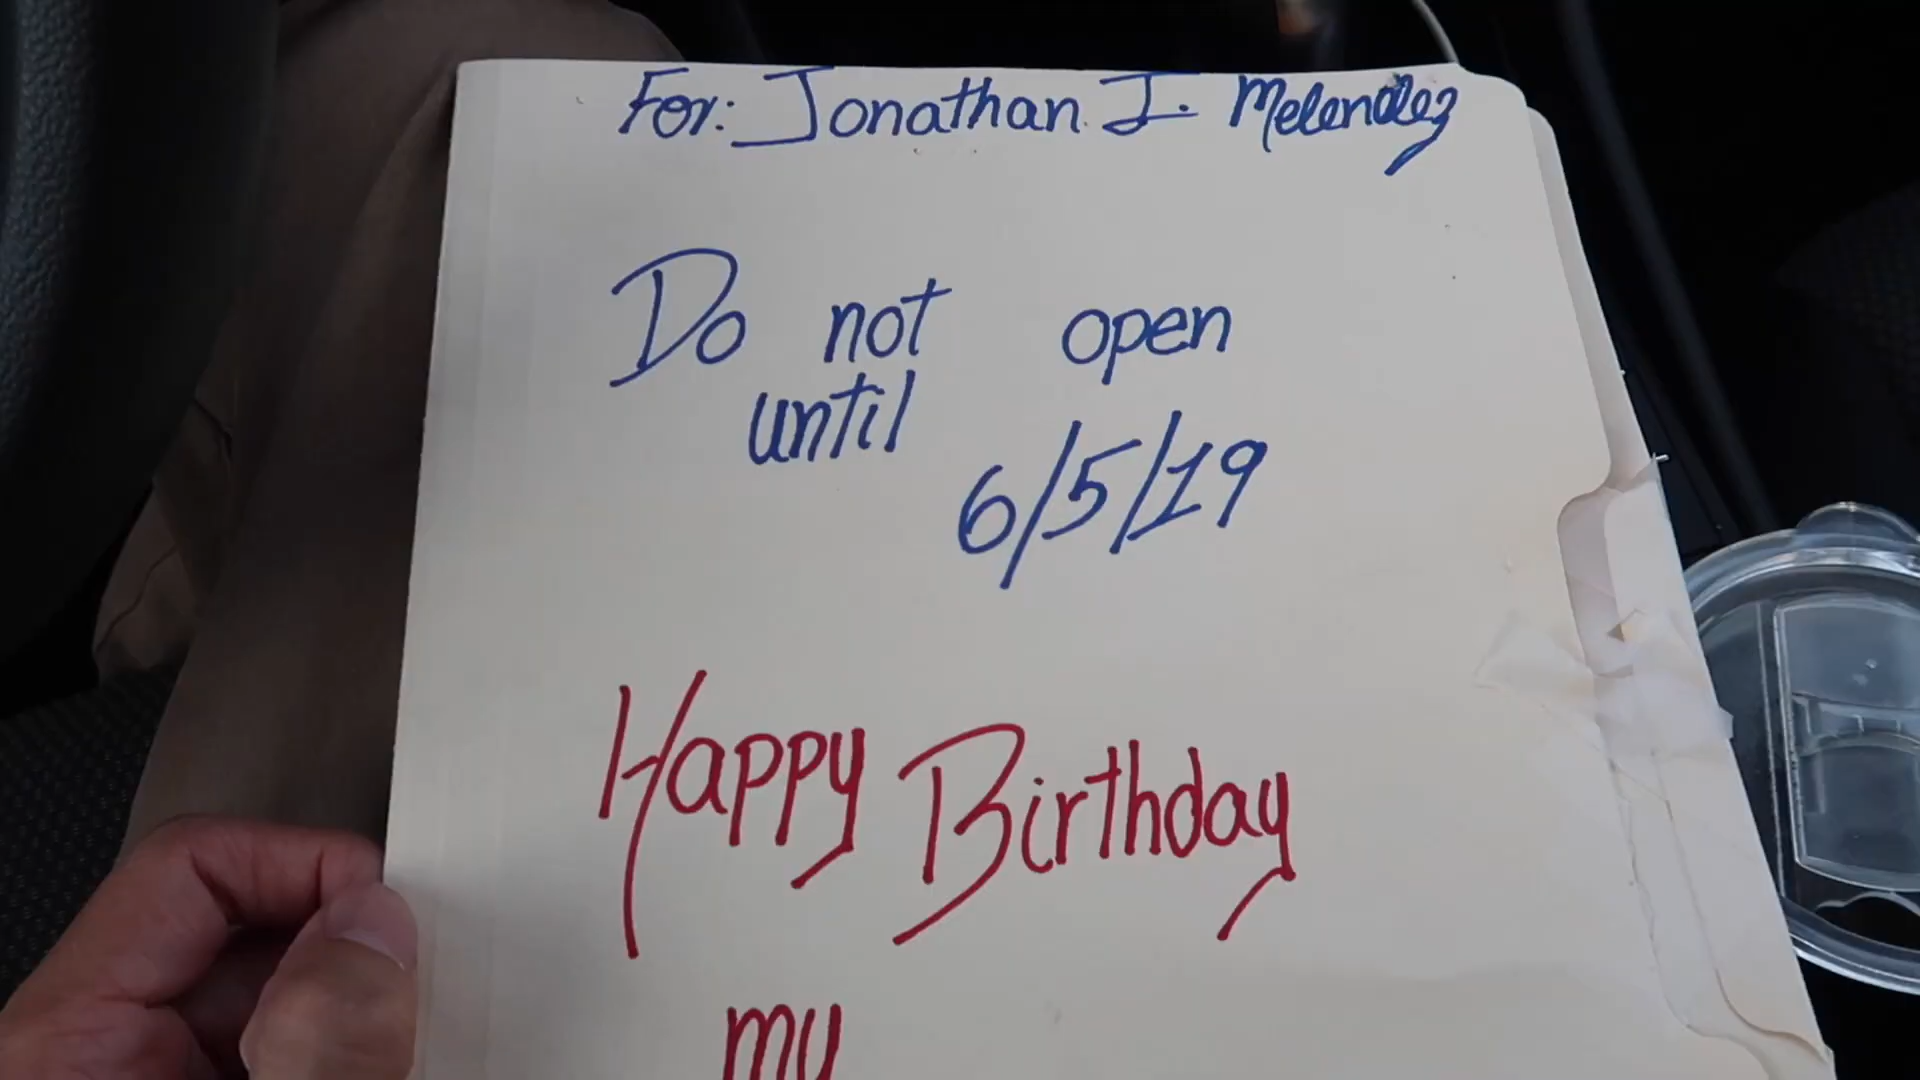 For: Jonathan I. Melendez
Do not open
until
6/5/19
Happy Birthday
my